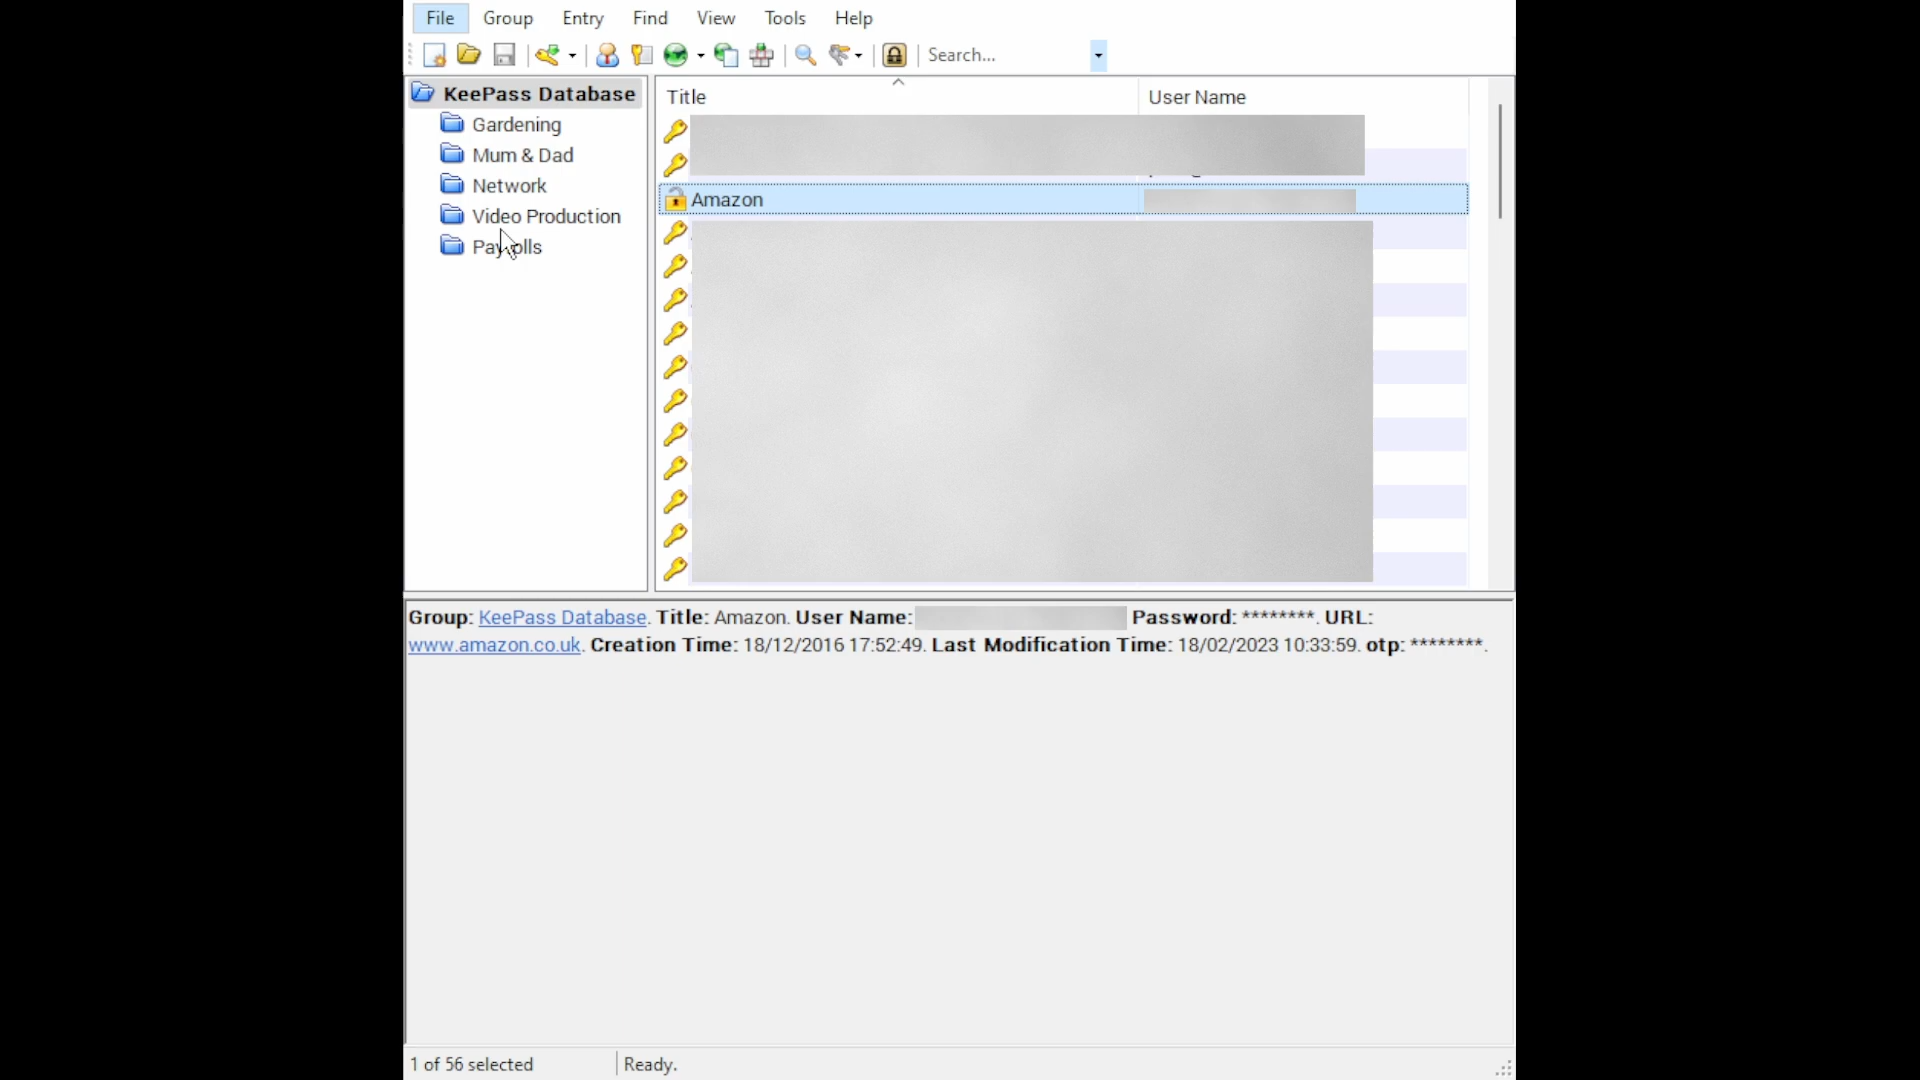 File Group Entry Find View Tools Help
Search...
KeePass Database
Gardening
Mum & Dad
Network
Video Production
Payrolls
Title User Name
Amazon
Group: KeePass Database. Title: Amazon. User Name: Password: ********. URL:
www.amazon.co.uk. Creation Time: 18/12/2016 17:52:49. Last Modification Time: 18/02/2023 10:33:59. otp: ********.
1 of 56 selected Ready.